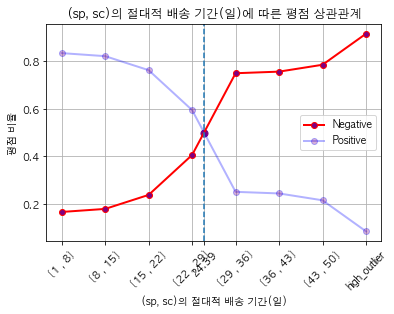 (sp, sc)의 절대적 배송 기간(일)에 따른 평점 상관관계
평점 비율
0.8
0.6
0.4
0.2
Negative
Positive
(1 , 8)
(8 , 15)
(15 , 22)
(22 , 29)
24.39
(29 , 36)
(36 , 43)
(43 , 50)
hgh_outlier
(sp, sc)의 절대적 배송 기간(일)